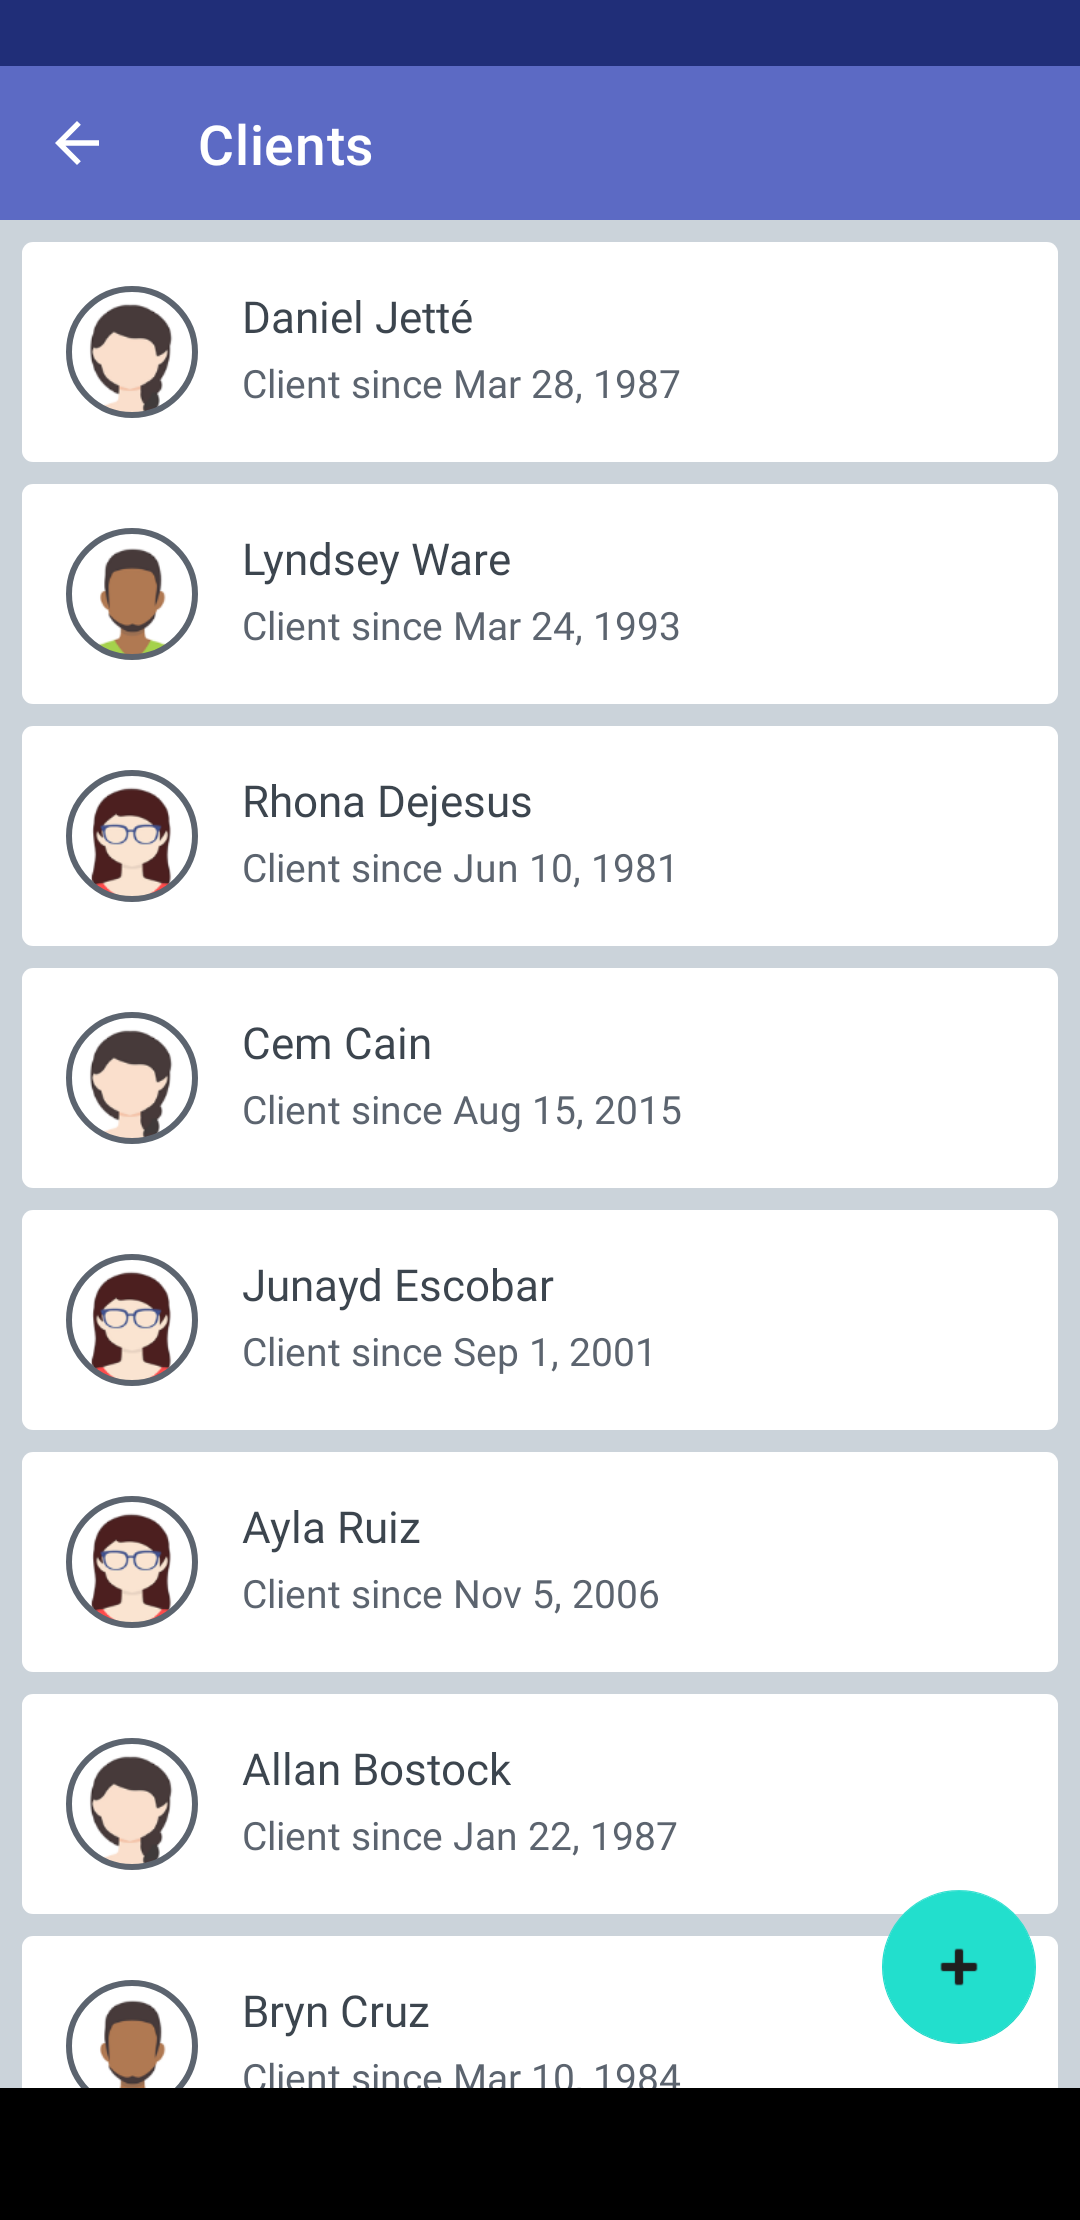 Clients
Daniel Jetté
Client since Mar 28, 1987
Lyndsey Ware
Client since Mar 24, 1993
Rhona Dejesus
Client since Jun 10, 1981
Cem Cain
Client since Aug 15, 2015
Junayd Escobar
Client since Sep 1, 2001
Ayla Ruiz
Client since Nov 5, 2006
Allan Bostock
Client since Jan 22, 1987
Bryn Cruz
Client since Mar 10, 1984